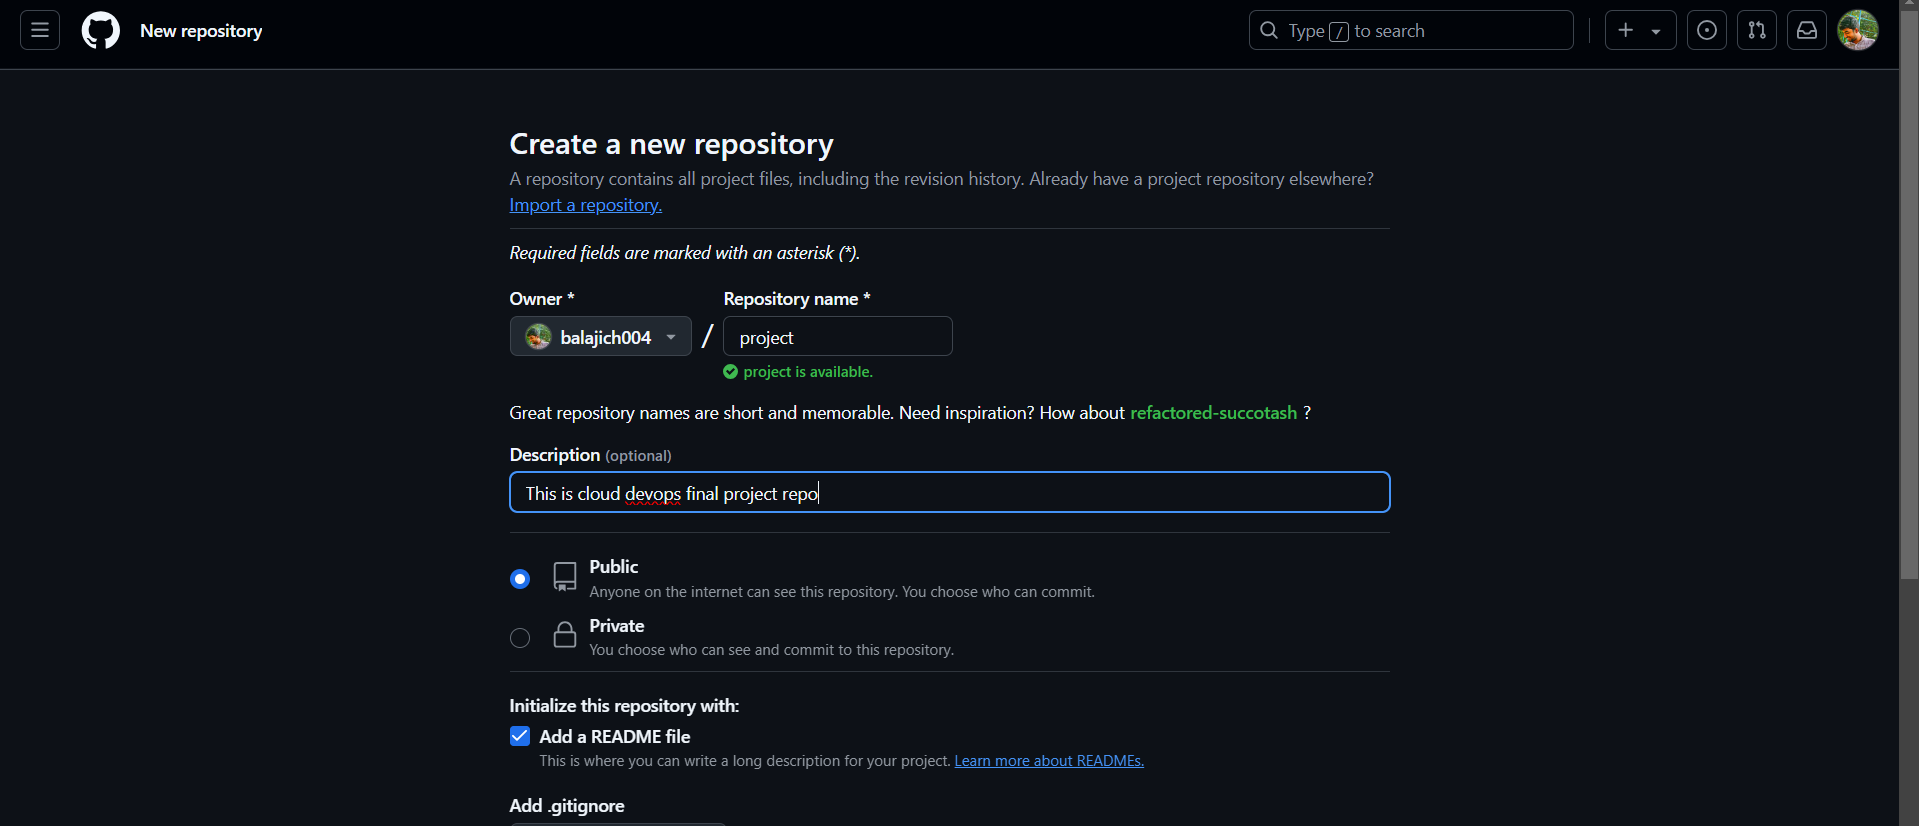 New repository
Type / to search
Create a new repository
A repository contains all project files, including the revision history. Already have a project repository elsewhere?
Import a repository.
Required fields are marked with an asterisk (*).
Owner * Repository name *
balajich004 / project
project is available.
Great repository names are short and memorable. Need inspiration? How about refactored-succotash ?
Description (optional)
This is cloud devops final project repo
Public
Anyone on the internet can see this repository. You choose who can commit.
Private
You choose who can see and commit to this repository.
Initialize this repository with:
Add a README file
This is where you can write a long description for your project. Learn more about READMEs.
Add .gitignore